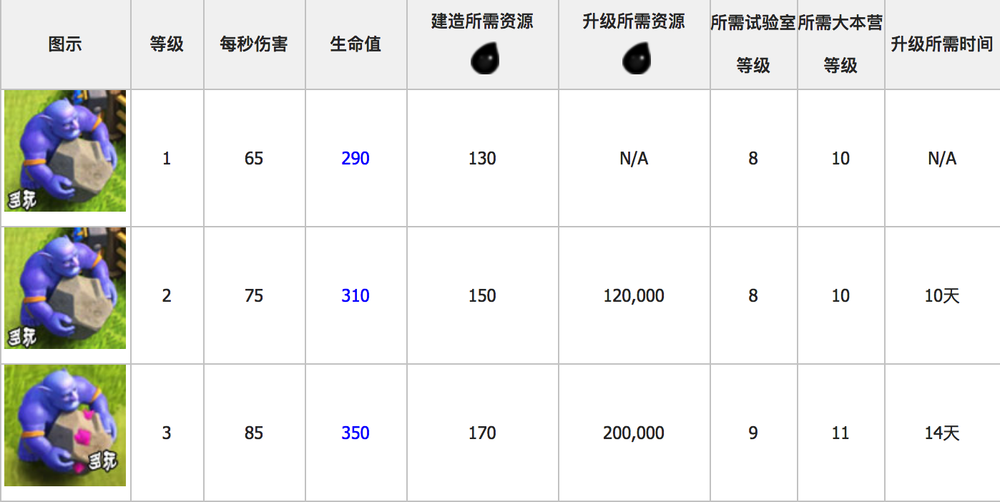 图示 等级 每秒伤害 生命值 建造所需资源 升级所需资源 所需试验室等级 所需大本营等级 升级所需时间
多玩
1 65 290 130 N/A 8 10 N/A
多玩
2 75 310 150 120,000 8 10 10天
多玩
3 85 350 170 200,000 9 11 14天